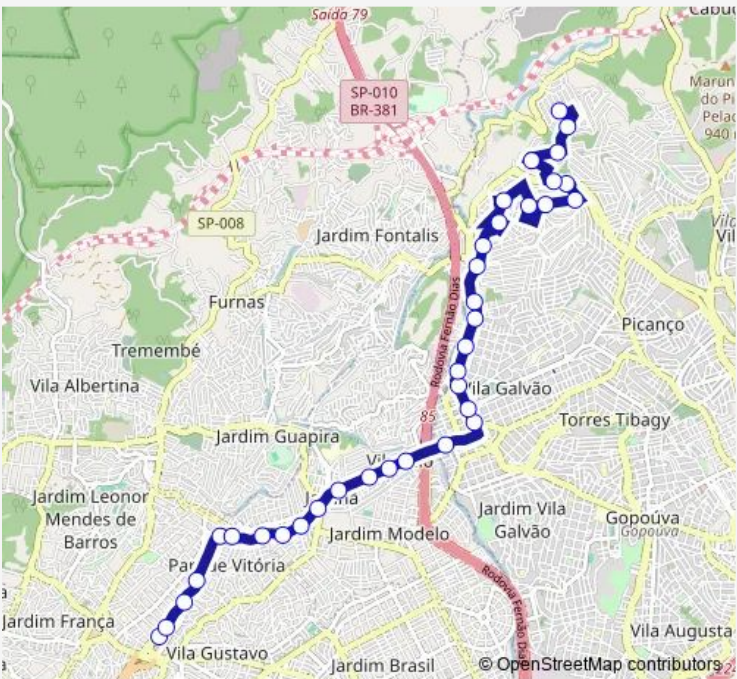 Saída 79
SP-010
BR-381
SP-008
Jardim Fontalis
Furnas
Picanço
Tremembé
Rodovia Fernão Dias
Vila Albertina
Vila Galvão
85
Torres Tibagy
Jardim Guapira
Jardim Leonor
Mendes de
Barros
Jardim Vila
Galvão
Gopoúva
Gopoúva
Jardim Modelo
Parque Vitória
Rodovia Fernão Dias
Jardim França
Vila Augusta
Vila Gustavo
Jardim Brasil
© OpenStreetMap contributors